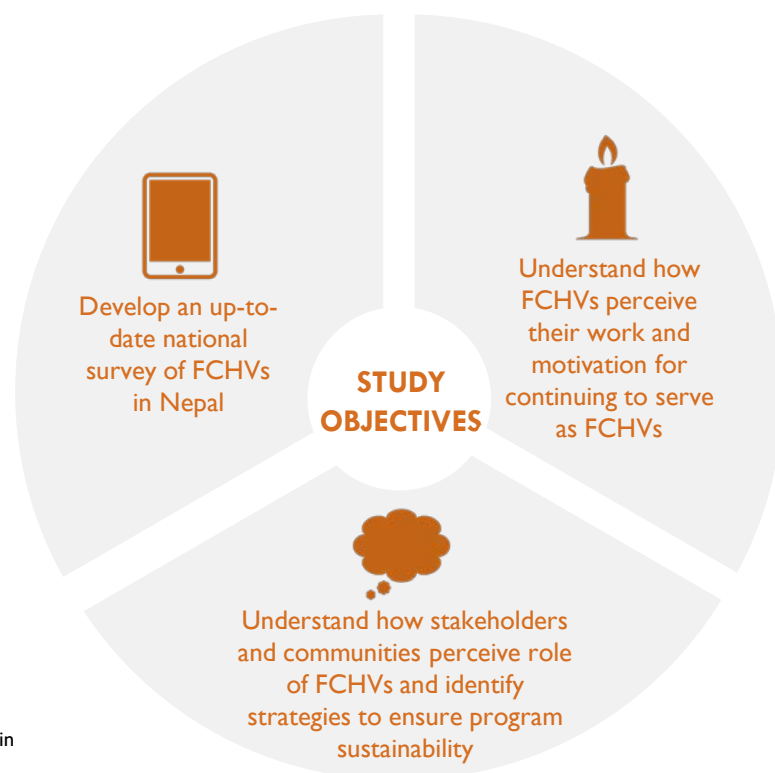 Develop an up-to-
date national
survey of FCHVs
in Nepal
Understand how
FCHVs perceive
their work and
motivation for
continuing to serve
as FCHVs
STUDY
OBJECTIVES
Understand how stakeholders
and communities perceive role
of FCHVs and identify
strategies to ensure program
sustainability
in